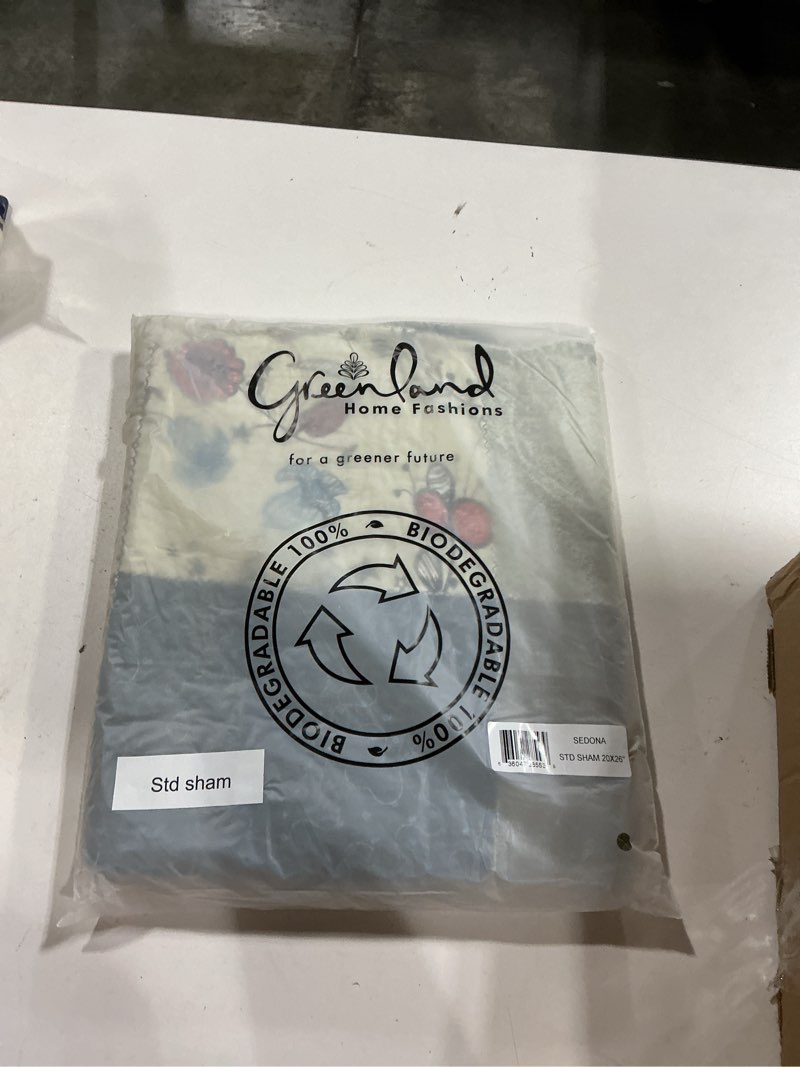 Greenland
Home Fashions
for a greener future
BIODEGRADABLE 100%
BIODEGRADABLE 100%
SEDONA
STD SHAM 20X26"
Std sham